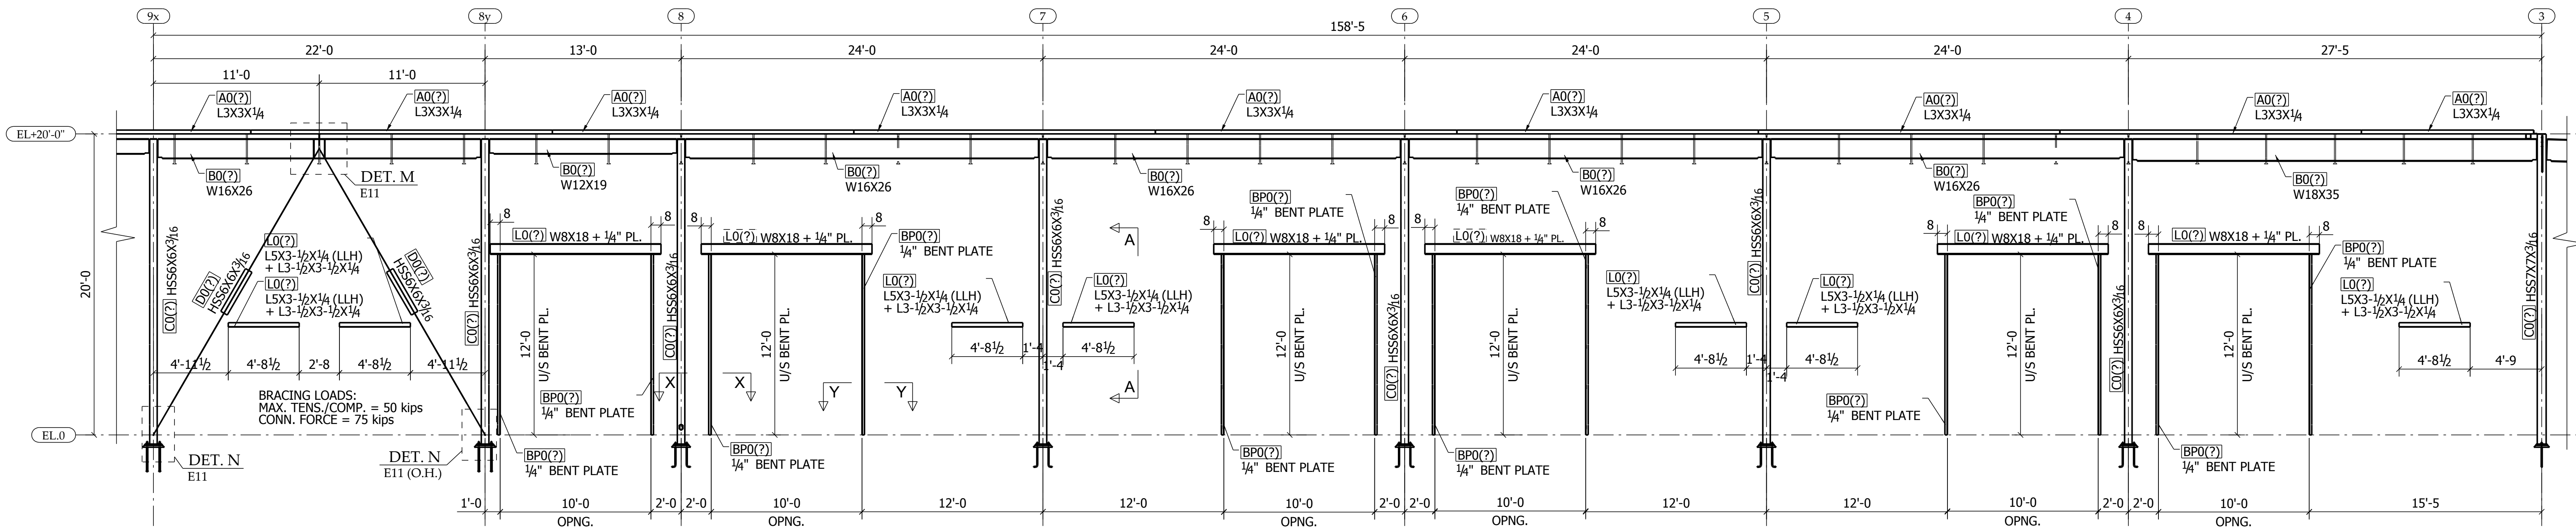 9x 8y 8 7 6 5 4 3
158'-5
22'-0 13'-0 24'-0 24'-0 24'-0 24'-0 27'-5
11'-0 11'-0
A0(?) A0(?) A0(?) A0(?) A0(?) A0(?) A0(?) A0(?) A0(?)
L3X3X1/4 L3X3X1/4 L3X3X1/4 L3X3X1/4 L3X3X1/4 L3X3X1/4 L3X3X1/4 L3X3X1/4 L3X3X1/4
EL+20'-0"
B0(?) B0(?) B0(?) B0(?) B0(?) B0(?) B0(?)
W16X26 W12X19 W16X26 W16X26 W16X26 W16X26 W18X35
DET. M
E11
20'-0
C0(?) HSS6X6X3/16
D0(?)
HSS6X6X3/16
L0(?)
L5X3-1/2X1/4 (LLH)
+ L3-1/2X3-1/2X1/4
L0(?)
L5X3-1/2X1/4 (LLH)
+ L3-1/2X3-1/2X1/4
D0(?)
HSS6X6X3/16
C0(?) HSS6X6X3/16
4'-11 1/2 4'-8 1/2 2'-8 4'-8 1/2 4'-11 1/2
BRACING LOADS:
MAX. TENS./COMP. = 50 kips
CONN. FORCE = 75 kips
EL.0
DET. N
E11
DET. N
E11 (O.H.)
8 8
L0(?) W8X18 + 1/4" PL.
12'-0
U/S BENT PL.
BP0(?)
1/4" BENT PLATE
BP0(?)
1/4" BENT PLATE
C0(?) HSS6X6X3/16
X X
8 8
L0(?) W8X18 + 1/4" PL.
BP0(?)
1/4" BENT PLATE
12'-0
U/S BENT PL.
Y Y
BP0(?)
1/4" BENT PLATE
L0(?)
L5X3-1/2X1/4 (LLH)
+ L3-1/2X3-1/2X1/4
4'-8 1/2 1'-4
C0(?) HSS6X6X3/16
L0(?)
L5X3-1/2X1/4 (LLH)
+ L3-1/2X3-1/2X1/4
1'-4 4'-8 1/2
A
A
BP0(?)
1/4" BENT PLATE
8 8
L0(?) W8X18 + 1/4" PL.
12'-0
U/S BENT PL.
BP0(?)
1/4" BENT PLATE
C0(?) HSS6X6X3/16
BP0(?)
1/4" BENT PLATE
8 8
L0(?) W8X18 + 1/4" PL.
12'-0
U/S BENT PL.
BP0(?)
1/4" BENT PLATE
L0(?)
L5X3-1/2X1/4 (LLH)
+ L3-1/2X3-1/2X1/4
4'-8 1/2 1'-4
C0(?) HSS6X6X3/16
L0(?)
L5X3-1/2X1/4 (LLH)
+ L3-1/2X3-1/2X1/4
1'-4 4'-8 1/2
BP0(?)
1/4" BENT PLATE
8 8
L0(?) W8X18 + 1/4" PL.
12'-0
U/S BENT PL.
BP0(?)
1/4" BENT PLATE
C0(?) HSS6X6X3/16
8 8
L0(?) W8X18 + 1/4" PL.
BP0(?)
1/4" BENT PLATE
12'-0
U/S BENT PL.
BP0(?)
1/4" BENT PLATE
L0(?)
L5X3-1/2X1/4 (LLH)
+ L3-1/2X3-1/2X1/4
4'-8 1/2 4'-9
C0(?) HSS7X7X3/16
1'-0 10'-0 2'-0 2'-0 10'-0 12'-0 12'-0 10'-0 2'-0 2'-0 10'-0 12'-0 12'-0 10'-0 2'-0 2'-0 10'-0 15'-5
OPNG. OPNG. OPNG. OPNG. OPNG. OPNG.